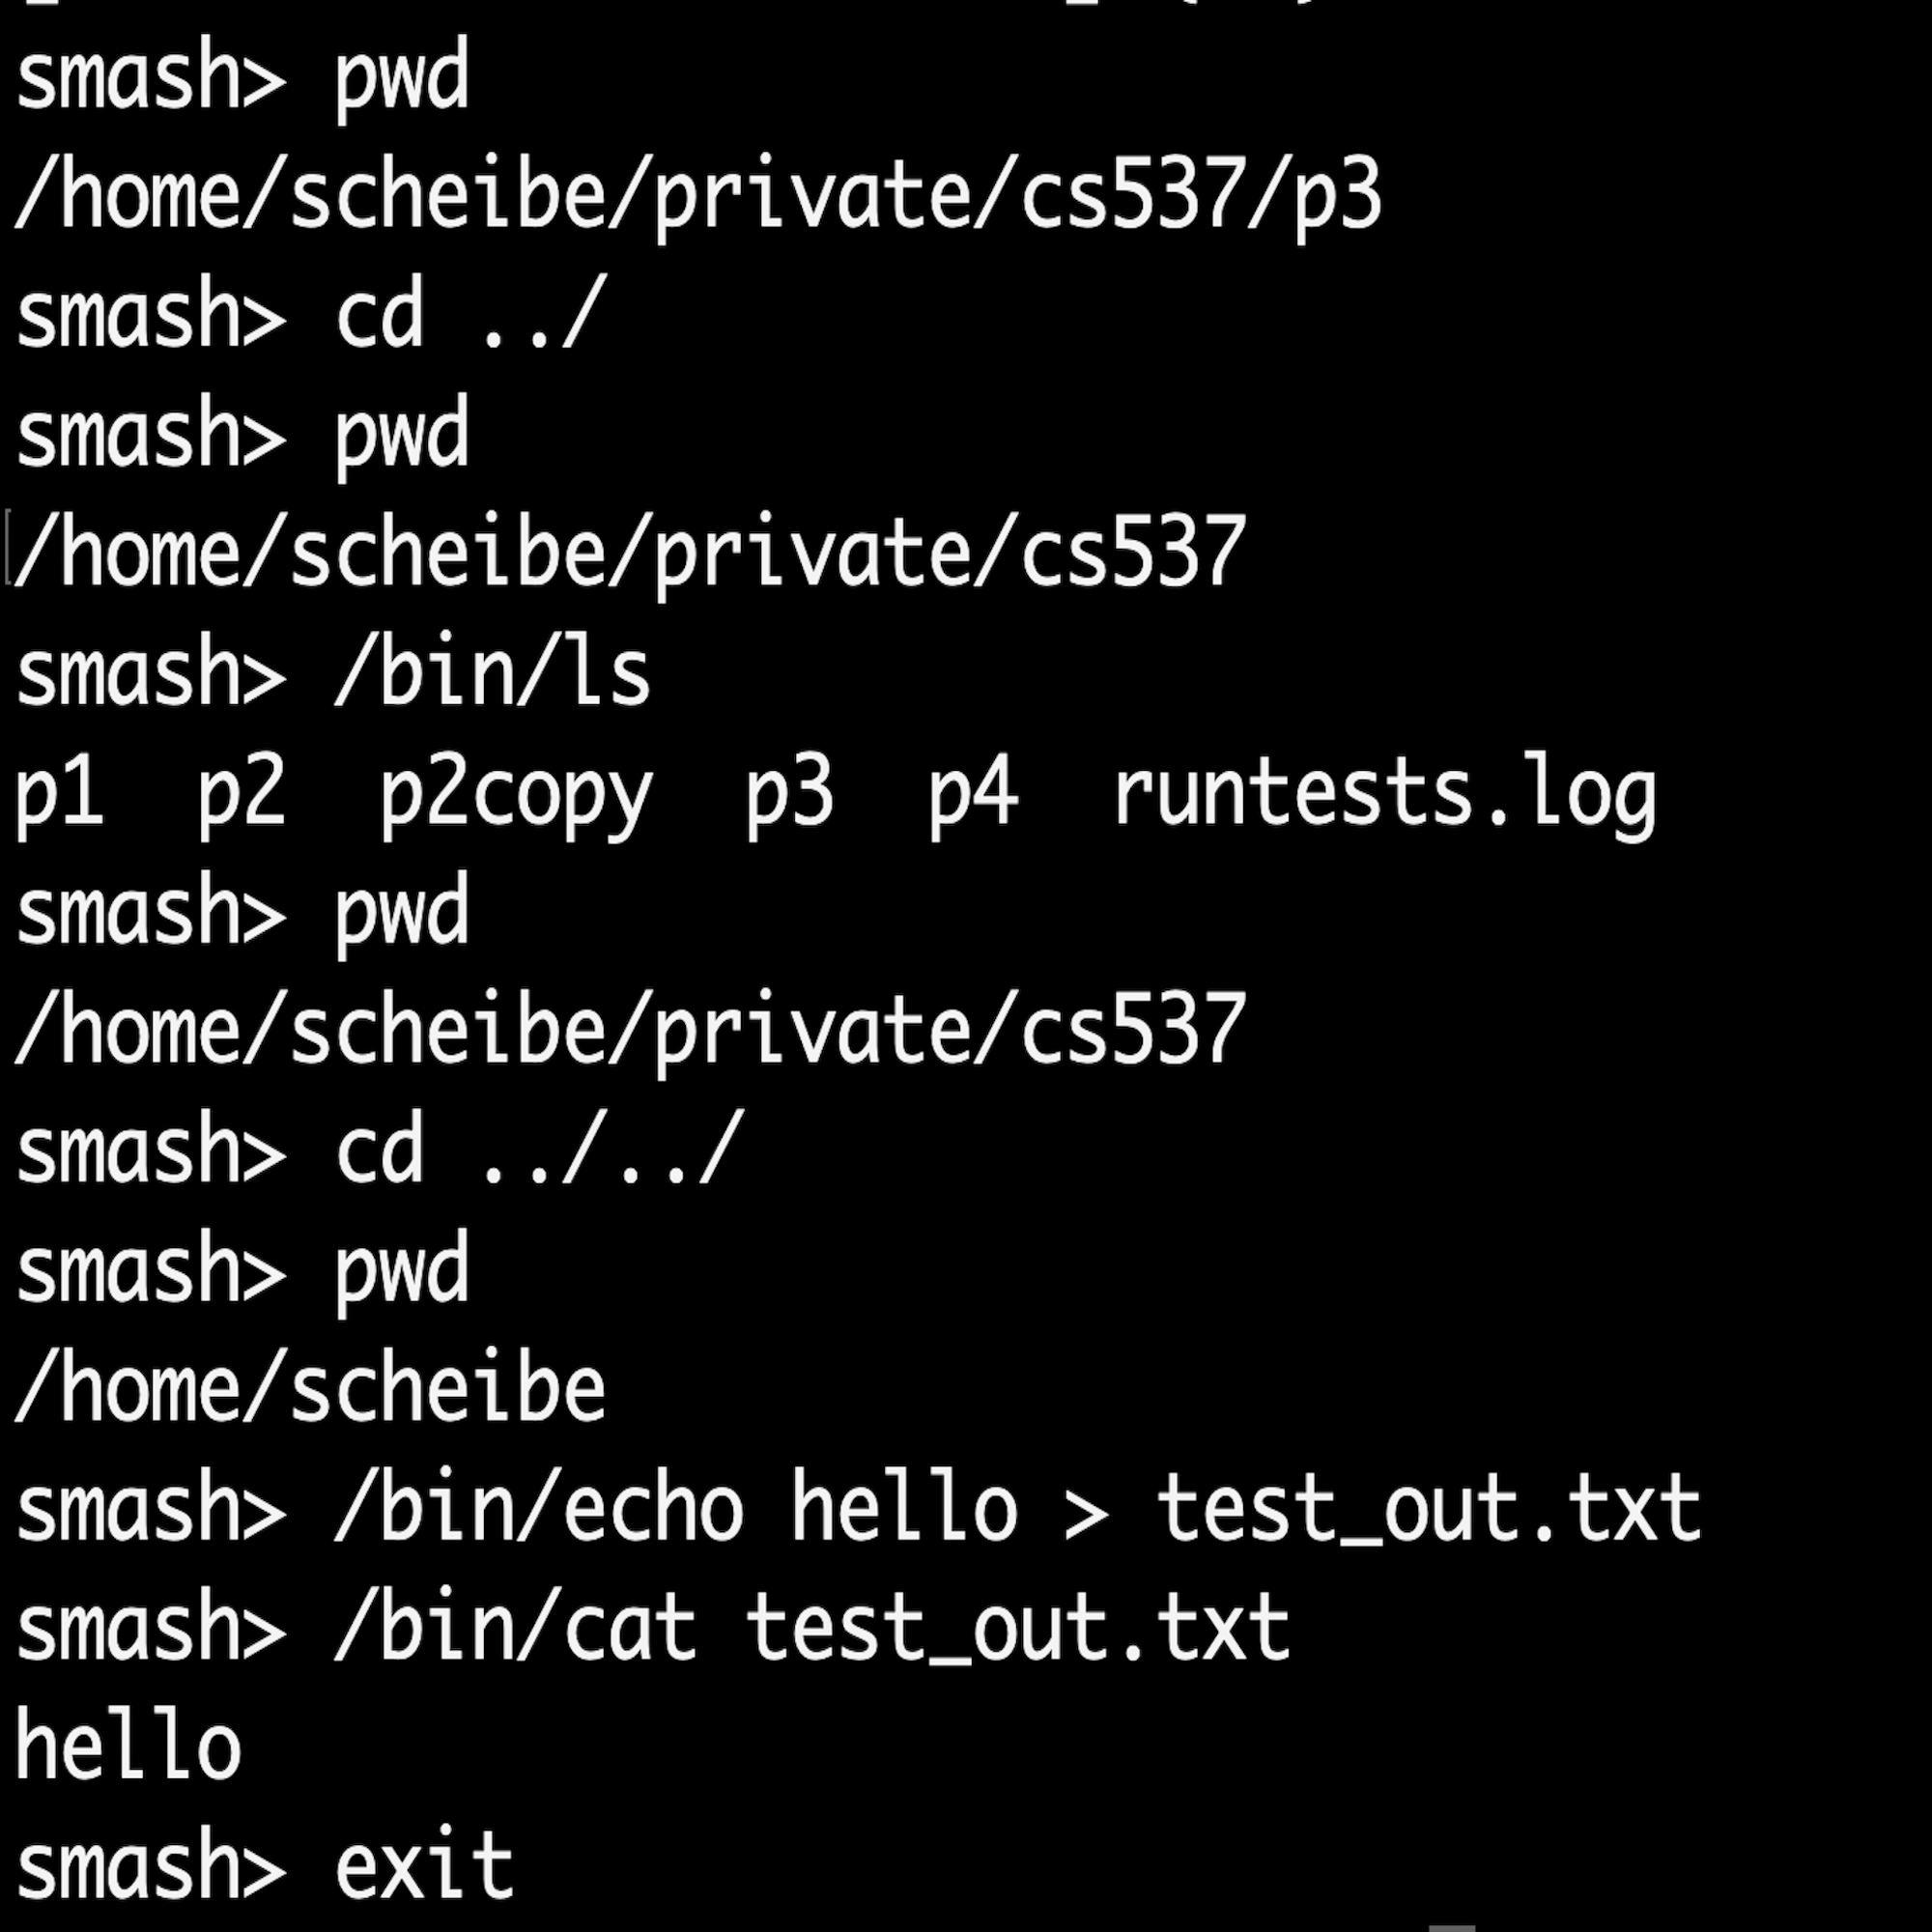 smash> pwd
/home/scheibe/private/cs537/p3
smash> cd ../
smash> pwd
/home/scheibe/private/cs537
smash> /bin/ls
p1  p2  p2copy  p3  p4  runtests.log
smash> pwd
/home/scheibe/private/cs537
smash> cd ../../
smash> pwd
/home/scheibe
smash> /bin/echo hello > test_out.txt
smash> /bin/cat test_out.txt
hello
smash> exit